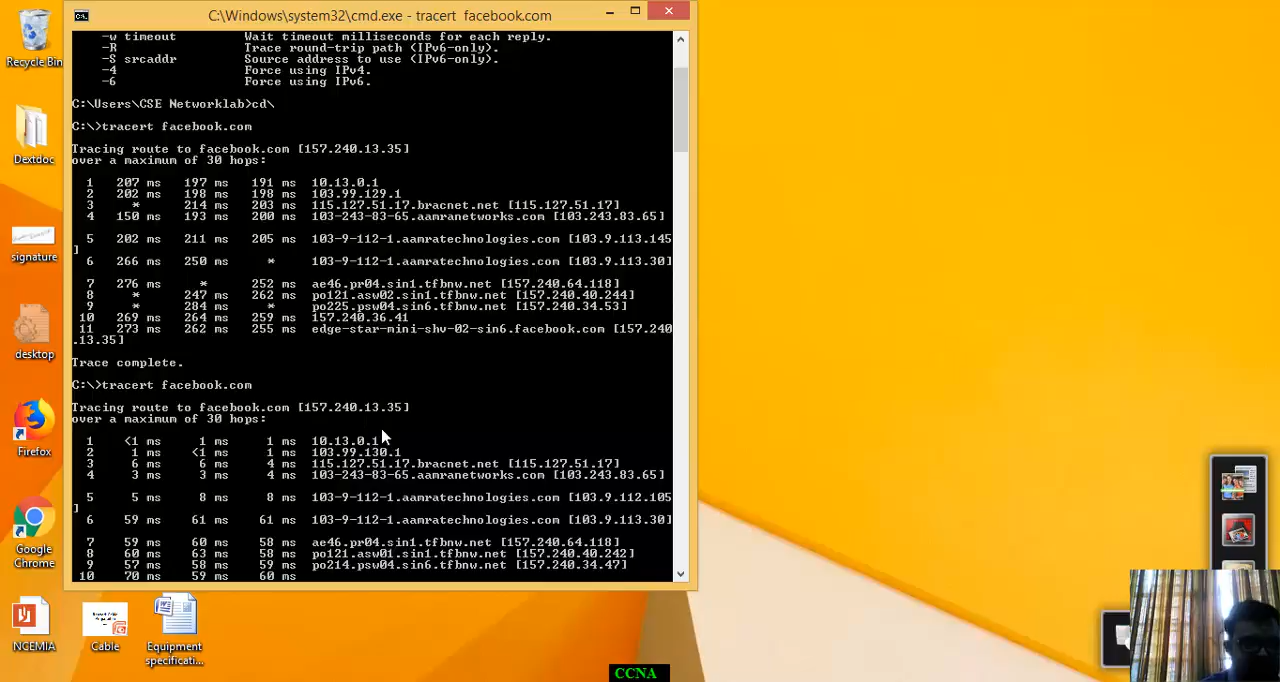 C:\Windows\system32\cmd.exe - tracert  facebook.com
-w timeout         Wait timeout milliseconds for each reply.
-R                 Trace round-trip path (IPv6-only).
-S srcaddr         Source address to use (IPv6-only).
-4                 Force using IPv4.
-6                 Force using IPv6.
C:\Users\CSE Networklab>cd\
C:\>tracert facebook.com
Tracing route to facebook.com [157.240.13.35]
over a maximum of 30 hops:
1   207 ms   197 ms   191 ms  10.13.0.1
2   202 ms   198 ms   198 ms  103.99.129.1
3     *      214 ms   203 ms  115.127.51.17.bracnet.net [115.127.51.17]
4   150 ms   193 ms   200 ms  103-243-83-65.aamranetworks.com [103.243.83.65]
5   202 ms   211 ms   205 ms  103-9-112-1.aamratechnologies.com [103.9.113.145
]
6   266 ms   250 ms     *     103-9-112-1.aamratechnologies.com [103.9.113.30]
7   276 ms     *      252 ms  ae46.pr04.sin1.tfbnw.net [157.240.64.118]
8     *      247 ms   262 ms  po121.asw02.sin1.tfbnw.net [157.240.40.244]
9     *      284 ms     *     po225.psw04.sin6.tfbnw.net [157.240.34.53]
10   269 ms   264 ms   259 ms  157.240.36.41
11   273 ms   262 ms   255 ms  edge-star-mini-shv-02-sin6.facebook.com [157.240
.13.35]
Trace complete.
C:\>tracert facebook.com
Tracing route to facebook.com [157.240.13.35]
over a maximum of 30 hops:
1    <1 ms     1 ms     1 ms  10.13.0.1
2     1 ms    <1 ms     1 ms  103.99.130.1
3     6 ms     6 ms     4 ms  115.127.51.17.bracnet.net [115.127.51.17]
4     3 ms     3 ms     4 ms  103-243-83-65.aamranetworks.com [103.243.83.65]
5     5 ms     8 ms     8 ms  103-9-112-1.aamratechnologies.com [103.9.112.105
]
6    59 ms    61 ms    61 ms  103-9-112-1.aamratechnologies.com [103.9.113.30]
7    59 ms    60 ms    58 ms  ae46.pr04.sin1.tfbnw.net [157.240.64.118]
8    60 ms    63 ms    58 ms  po121.asw01.sin1.tfbnw.net [157.240.40.242]
9    57 ms    58 ms    59 ms  po214.psw04.sin6.tfbnw.net [157.240.34.47]
10    70 ms    59 ms    60 ms
Recycle Bin
Dextdoc
signature
desktop
Firefox
Google
Chrome
NCEMIA
Cable
Equipment
specificati...
CCNA